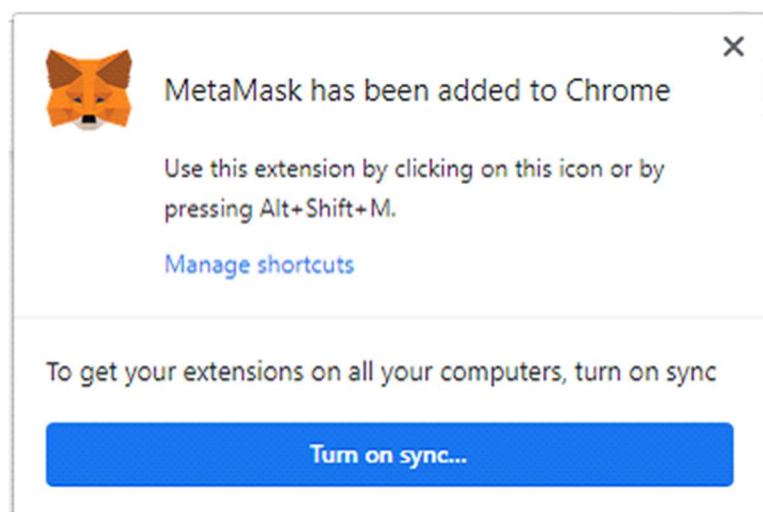 MetaMask has been added to Chrome
Use this extension by clicking on this icon or by
pressing Alt+Shift+M.
Manage shortcuts
To get your extensions on all your computers, turn on sync
Turn on sync...